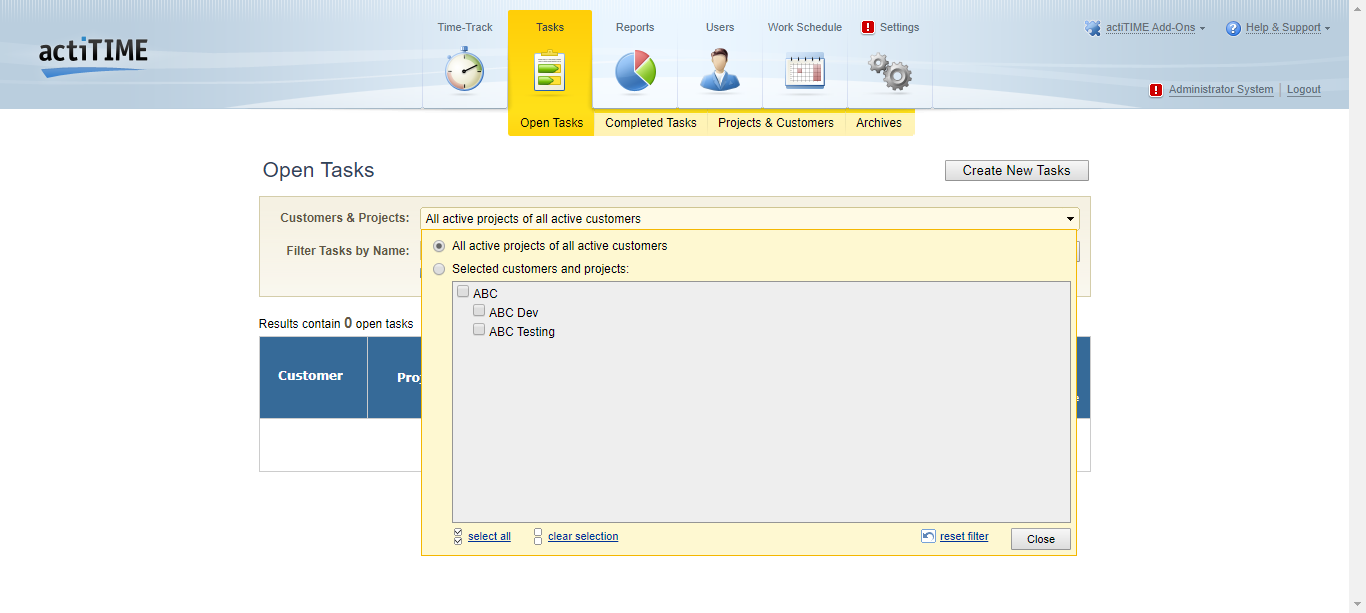 actiTIME
Time-Track
Tasks
Reports
Users
Work Schedule
! Settings
actiTIME Add-Ons
? Help & Support
! Administrator System
Logout
Open Tasks
Completed Tasks
Projects & Customers
Archives
Open Tasks
Create New Tasks
Customers & Projects:
All active projects of all active customers
Filter Tasks by Name:
All active projects of all active customers
Selected customers and projects:
ABC
ABC Dev
ABC Testing
Results contain 0 open tasks
Customer
select all
clear selection
reset filter
Close